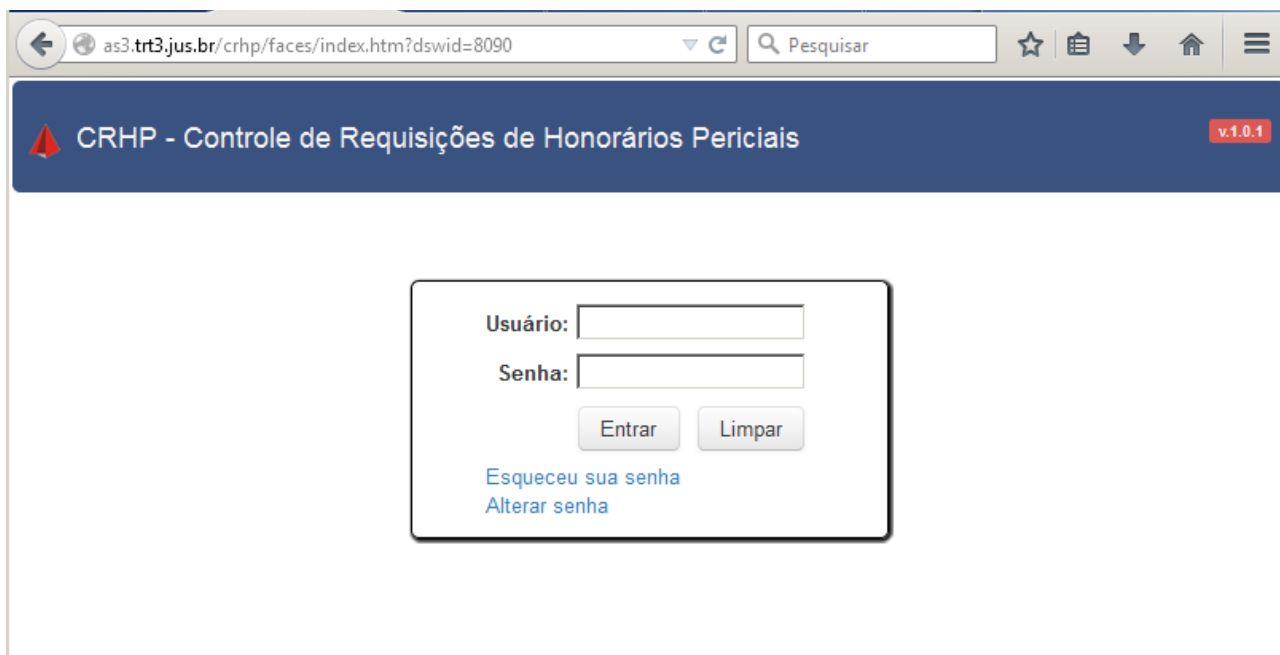 as3.trt3.jus.br/crhp/faces/index.htm?dswid=8090 Pesquisar
CRHP - Controle de Requisições de Honorários Periciais v.1.0.1
Usuário:
Senha:
Entrar Limpar
Esqueceu sua senha
Alterar senha